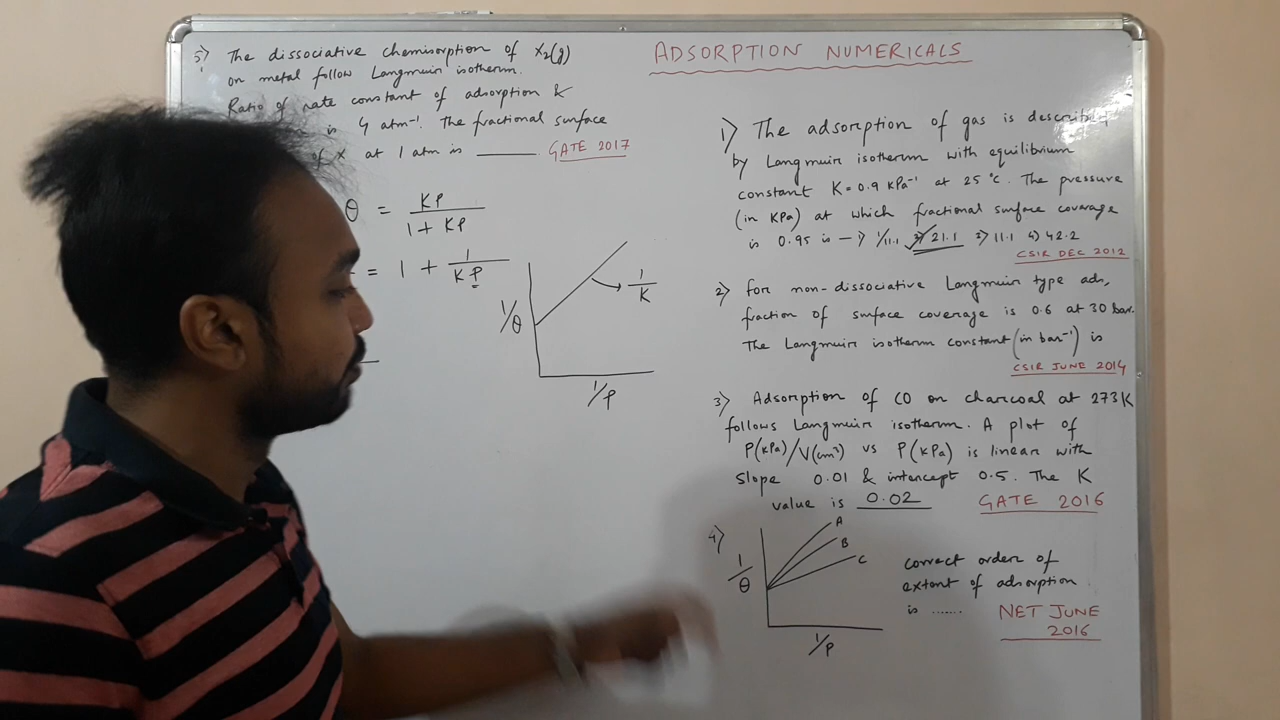 ADSORPTION NUMERICALS
5) The dissociative chemisorption of X2(g)
on metal follow Langmuir isotherm.
Ratio of rate constant of adsorption &
is 4 atm⁻¹. The fractional surface
of X at 1 atm is ______ GATE 2017
θ = KP / 1 + KP
= 1 + 1 / KP
1/θ
1/K
1/P
1) The adsorption of gas is described
by Langmuir isotherm with equilibrium
constant K = 0.9 KPa⁻¹ at 25 °C. The pressure
(in KPa) at which fractional surface coverage
is 0.95 is → 1) 1/11.1 2) 21.1 3) 11.1 4) 42.2
CSIR DEC 2012
2) for non-dissociative Langmuir type ads,
fraction of surface coverage is 0.6 at 30 bar.
The Langmuir isotherm constant (in bar⁻¹) is
CSIR JUNE 2014
3) Adsorption of CO on charcoal at 273K
follows Langmuir isotherm. A plot of
P(KPa)/V(cm³) vs P(KPa) is linear with
slope 0.01 & intercept 0.5. The K
value is 0.02 GATE 2016
4)
A
B
C
1/θ
1/P
correct order of
extent of adsorption
is ......
NET JUNE
2016